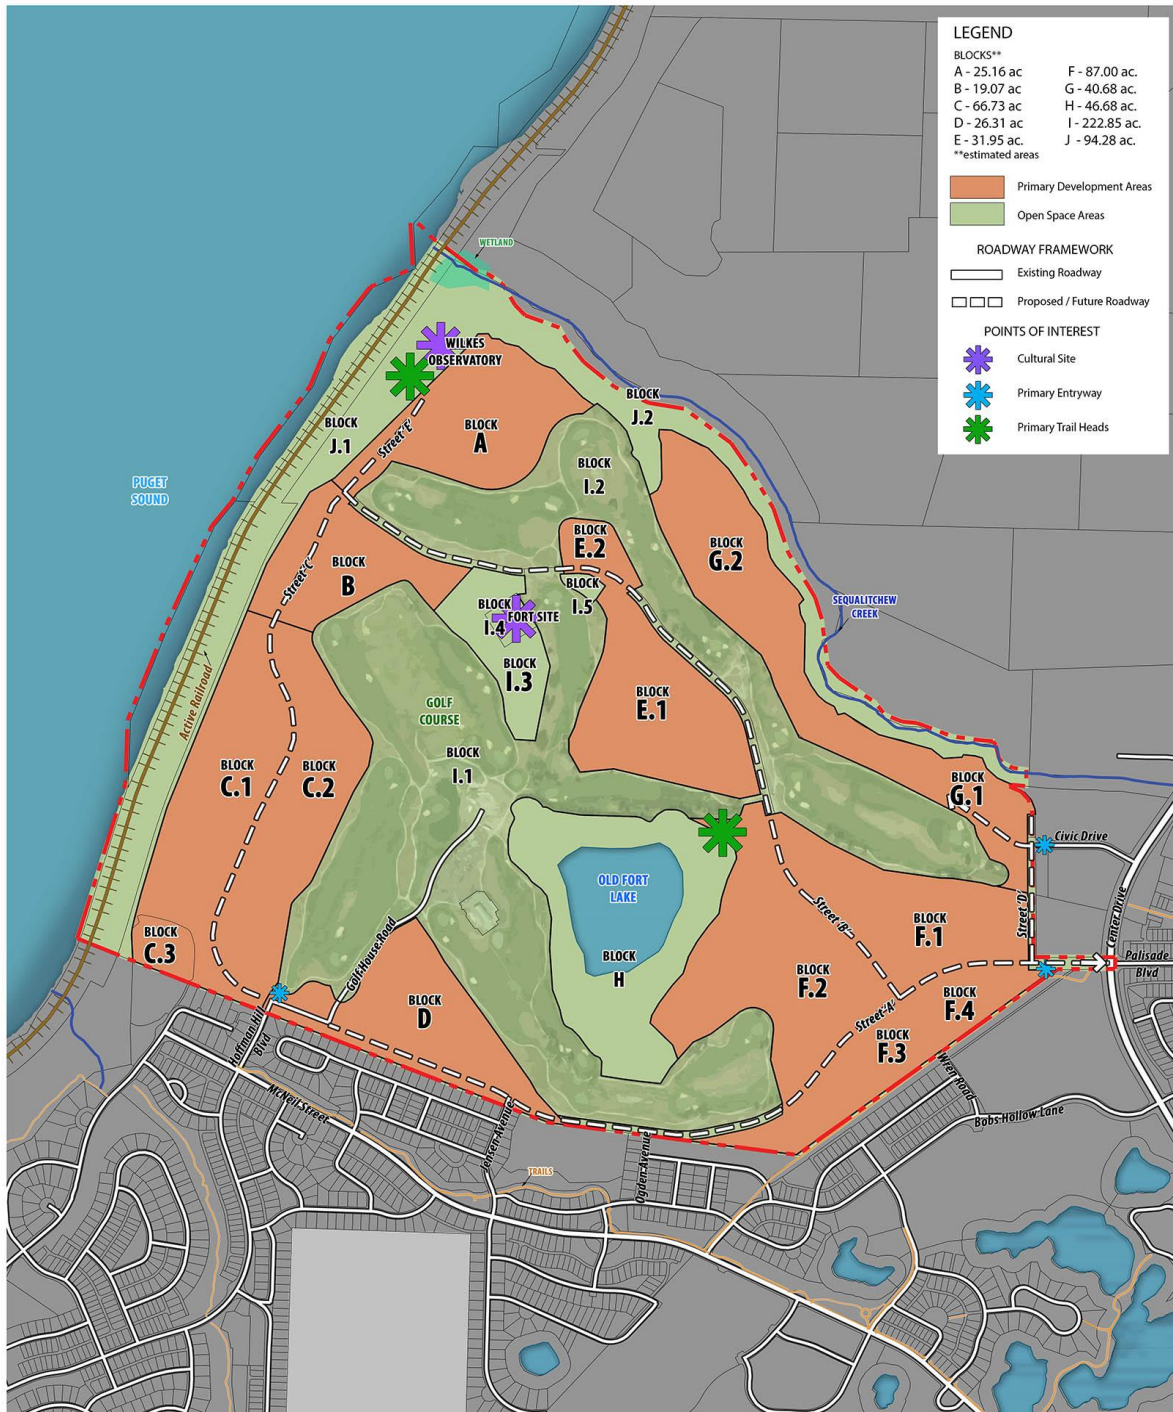 LEGEND
BLOCKS**
A - 25.16 ac F - 87.00 ac.
B - 19.07 ac G - 40.68 ac.
C - 66.73 ac H - 46.68 ac.
D - 26.31 ac I - 222.85 ac.
E - 31.95 ac. J - 94.28 ac.
**estimated areas
Primary Development Areas
Open Space Areas
ROADWAY FRAMEWORK
Existing Roadway
Proposed / Future Roadway
POINTS OF INTEREST
Cultural Site
Primary Entryway
Primary Trail Heads
WETLAND
WILKES
OBSERVATORY
BLOCK
J.2
BLOCK
J.1
Street 'E'
BLOCK
A
BLOCK
I.2
PUGET
SOUND
BLOCK
E.2
BLOCK
G.2
BLOCK
B
Street 'C'
BLOCK
I.5
BLOCK
I.4
FORT SITE
SEQUALITCHEW
CREEK
BLOCK
I.3
BLOCK
E.1
Active Railroad
GOLF
COURSE
BLOCK
I.1
BLOCK
C.1
BLOCK
C.2
BLOCK
G.1
Civic Drive
OLD FORT
LAKE
Street 'B'
Street 'D'
Center Drive
BLOCK
F.1
BLOCK
C.3
Golf House Road
BLOCK
H
BLOCK
F.2
Palisade
Blvd
BLOCK
D
BLOCK
F.4
Street 'A'
BLOCK
F.3
Hoffman Hill
Blvd
McNeil Street
Jensen Avenue
Ogden Avenue
Wren Road
Bobs Hollow Lane
TRAILS